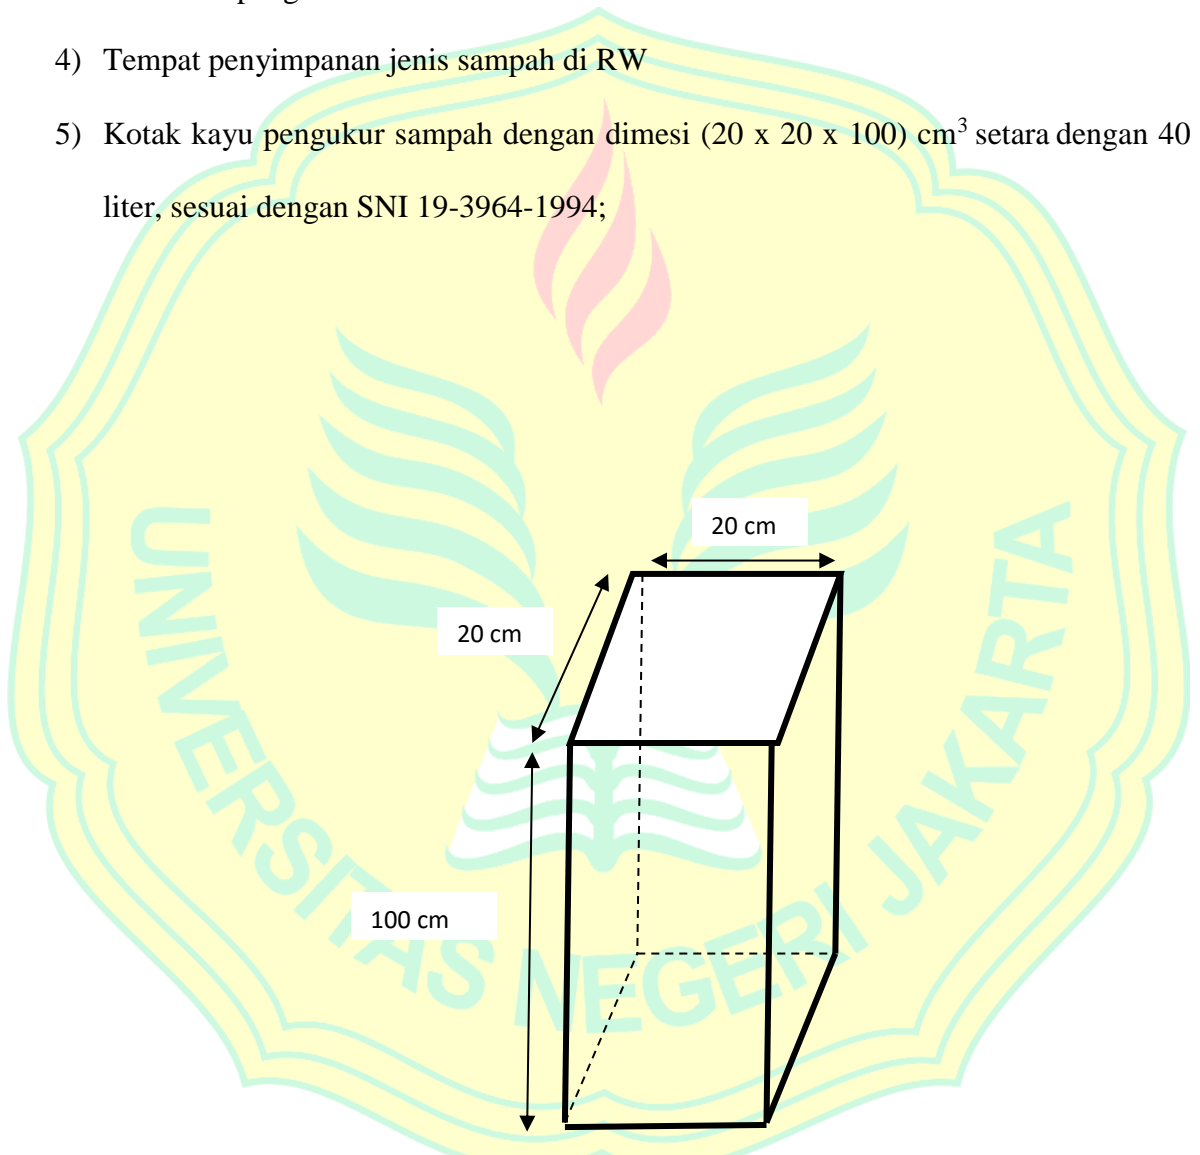 4) Tempat penyimpanan jenis sampah di RW
5) Kotak kayu pengukur sampah dengan dimesi (20 x 20 x 100) cm³ setara dengan 40
liter, sesuai dengan SNI 19-3964-1994;
20 cm
20 cm
100 cm
UNIVERSITAS NEGERI JAKARTA